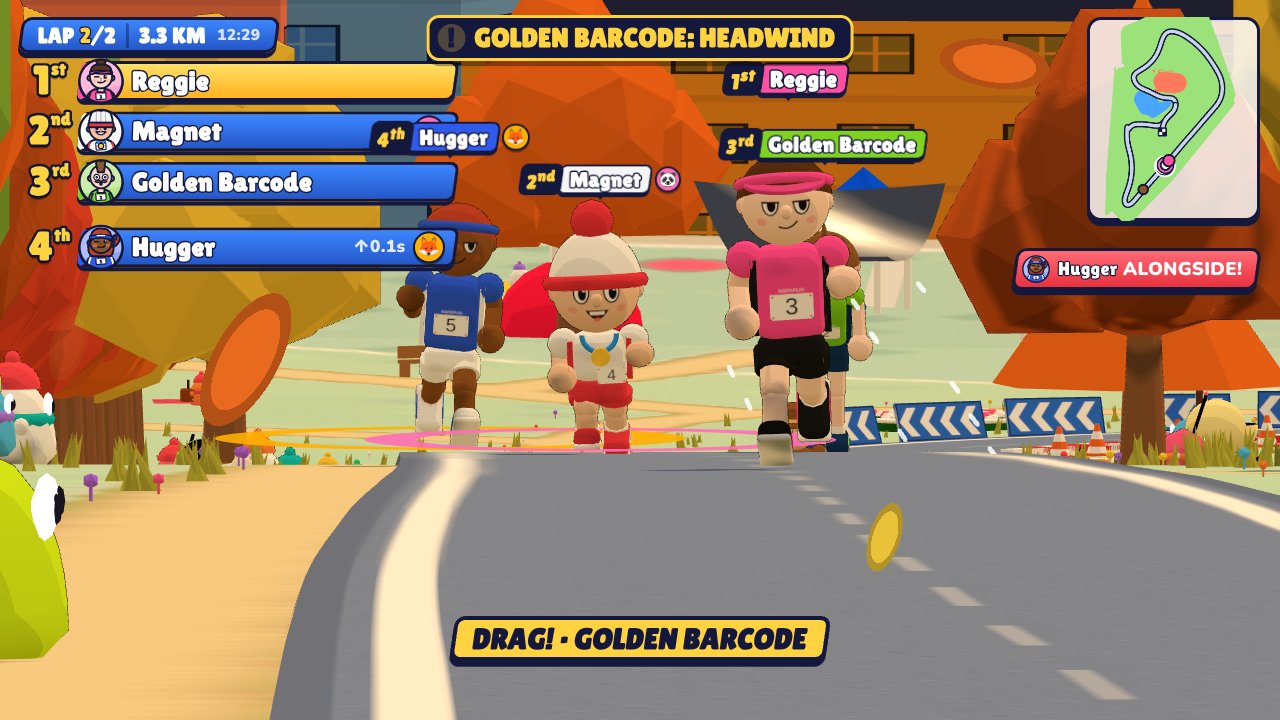 LAP 2/2 3.3 KM 12:29
! GOLDEN BARCODE: HEADWIND
1st Reggie
2nd Magnet
3rd Golden Barcode
4th Hugger ↑0.1s
1st Reggie
4th Hugger
3rd Golden Barcode
2nd Magnet
Hugger ALONGSIDE!
5
4
3
DRAG! · GOLDEN BARCODE